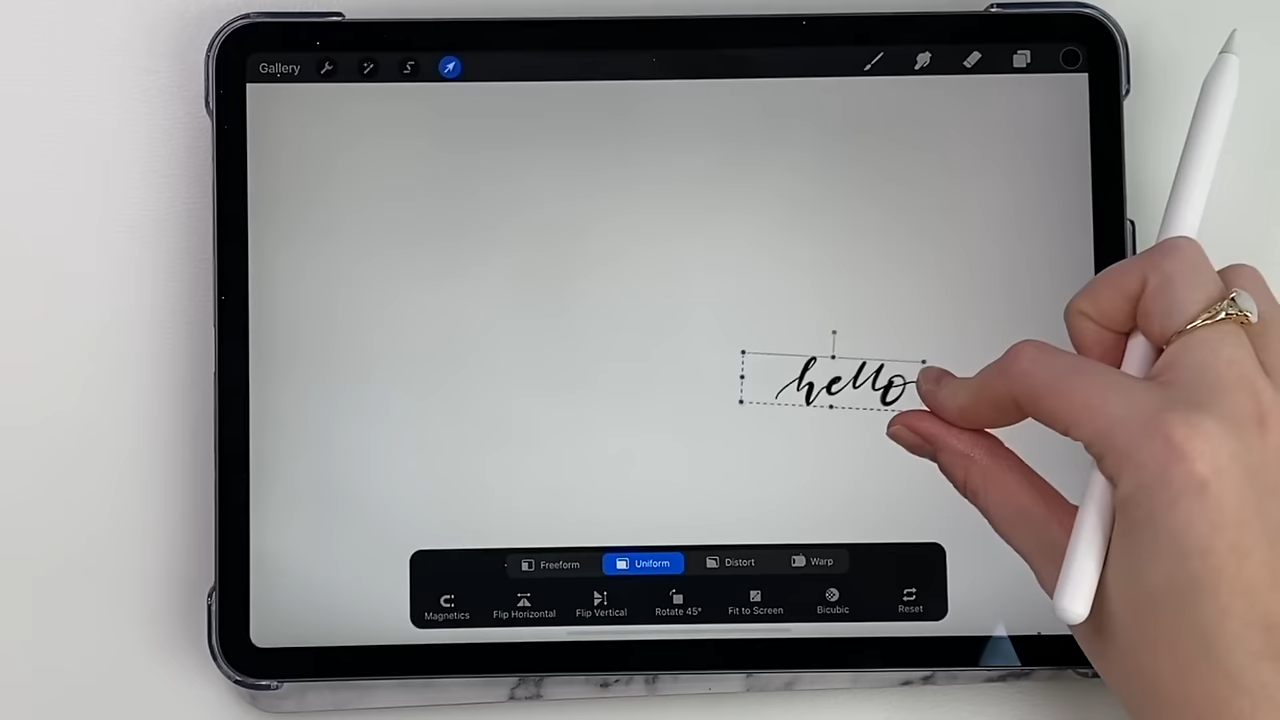 Gallery
hello
Freeform Uniform Distort Warp
Magnetics Flip Horizontal Flip Vertical Rotate 45° Fit to Screen Bicubic Reset